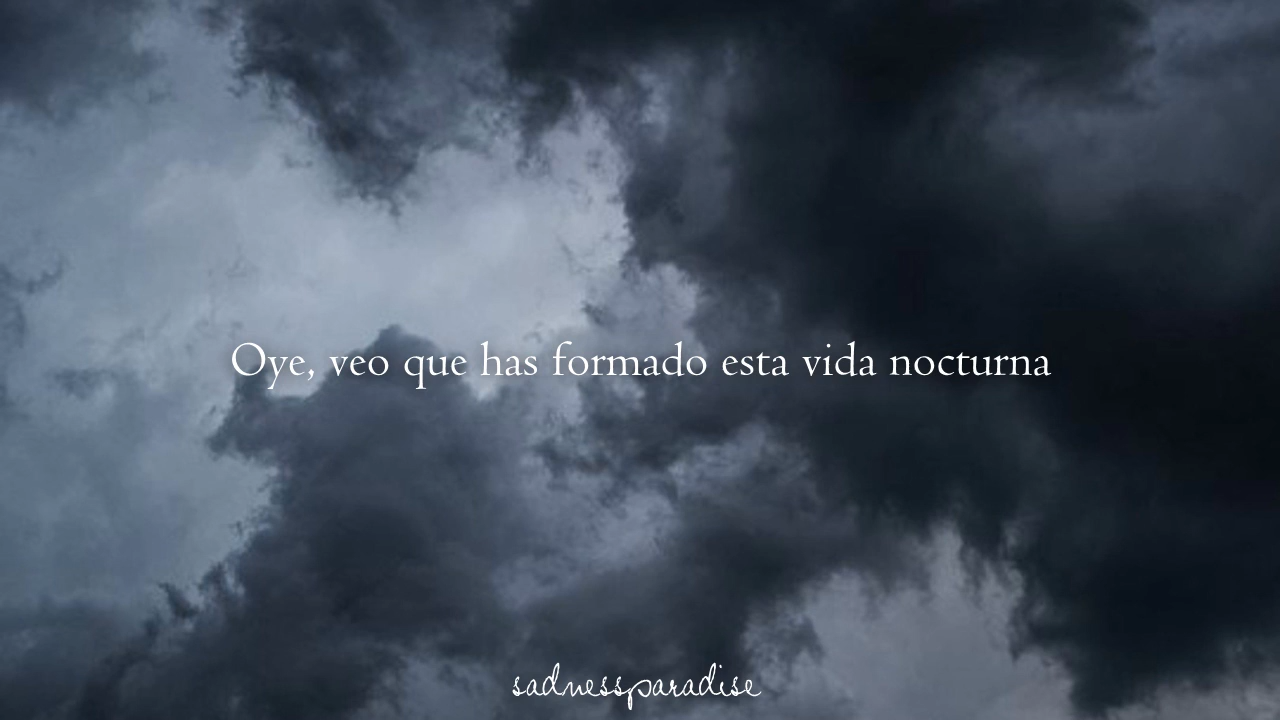 Oye, veo que has formado esta vida nocturna
sadnessparadise